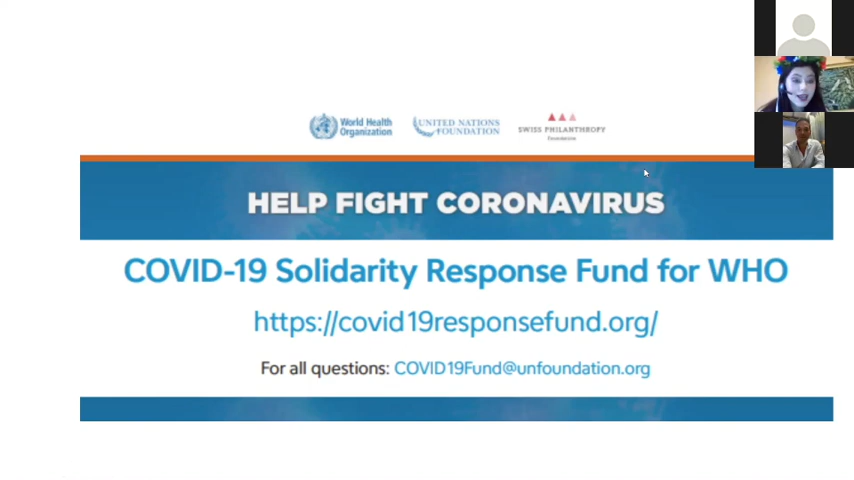 World Health
Organization
UNITED NATIONS
FOUNDATION
SWISS PHILANTHROPY
Foundation
HELP FIGHT CORONAVIRUS
COVID-19 Solidarity Response Fund for WHO
https://covid19responsefund.org/
For all questions: COVID19Fund@unfoundation.org